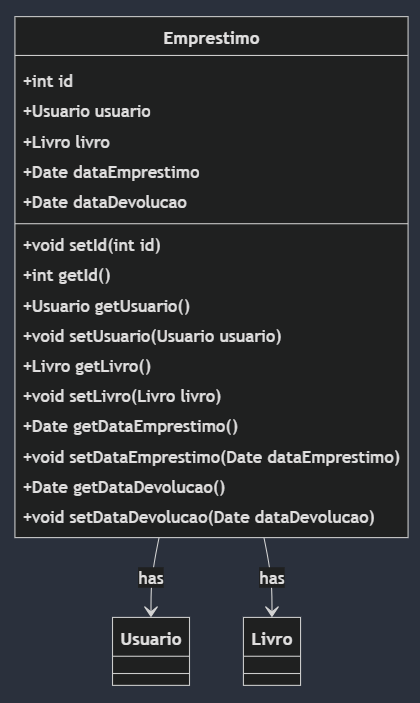 Emprestimo
+int id
+Usuario usuario
+Livro livro
+Date dataEmprestimo
+Date dataDevolucao
+void setId(int id)
+int getId()
+Usuario getUsuario()
+void setUsuario(Usuario usuario)
+Livro getLivro()
+void setLivro(Livro livro)
+Date getDataEmprestimo()
+void setDataEmprestimo(Date dataEmprestimo)
+Date getDataDevolucao()
+void setDataDevolucao(Date dataDevolucao)
has has
Usuario Livro